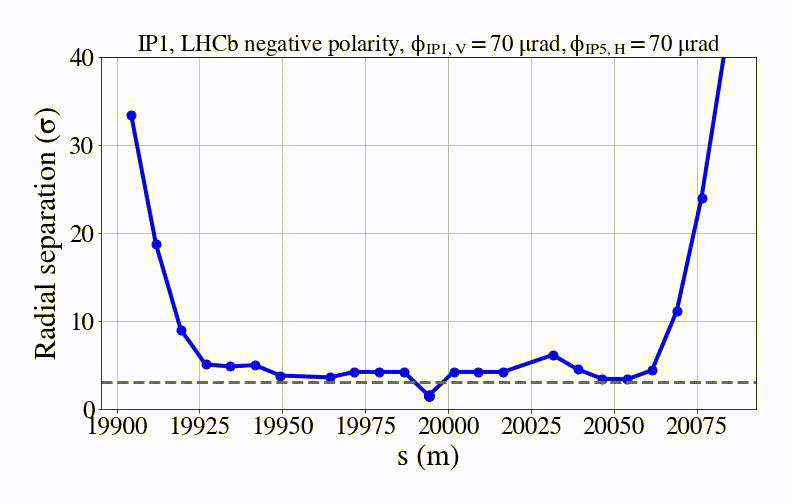 IP1, LHCb negative polarity, ϕIP1, V = 70 μrad, ϕIP5, H = 70 μrad
Radial separation (σ)
40
30
20
10
0
19900 19925 19950 19975 20000 20025 20050 20075
s (m)